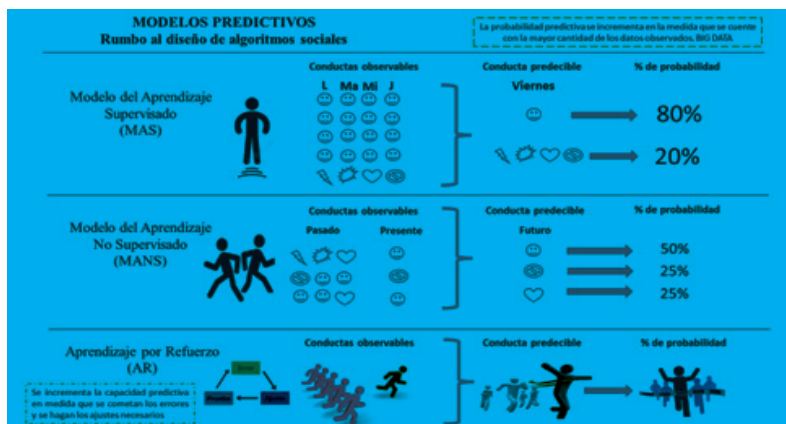 MODELOS PREDICTIVOS
Rumbo al diseño de algoritmos sociales
La probabilidad predictiva se incrementa en la medida que se cuente
con la mayor cantidad de los datos observados. BIG DATA
Conductas observables
Conducta predecible
% de probabilidad
L Ma Mi J
Viernes
Modelo del Aprendizaje
Supervisado
(MAS)
80%
20%
Conductas observables
Conducta predecible
% de probabilidad
Modelo del Aprendizaje
No Supervisado
(MANS)
Pasado
Presente
Futuro
50%
25%
25%
Aprendizaje por Refuerzo
(AR)
Conductas observables
Conducta predecible
% de probabilidad
Se incrementa la capacidad predictiva
en medida que se cometan los errores
y se hagan los ajustes necesarios